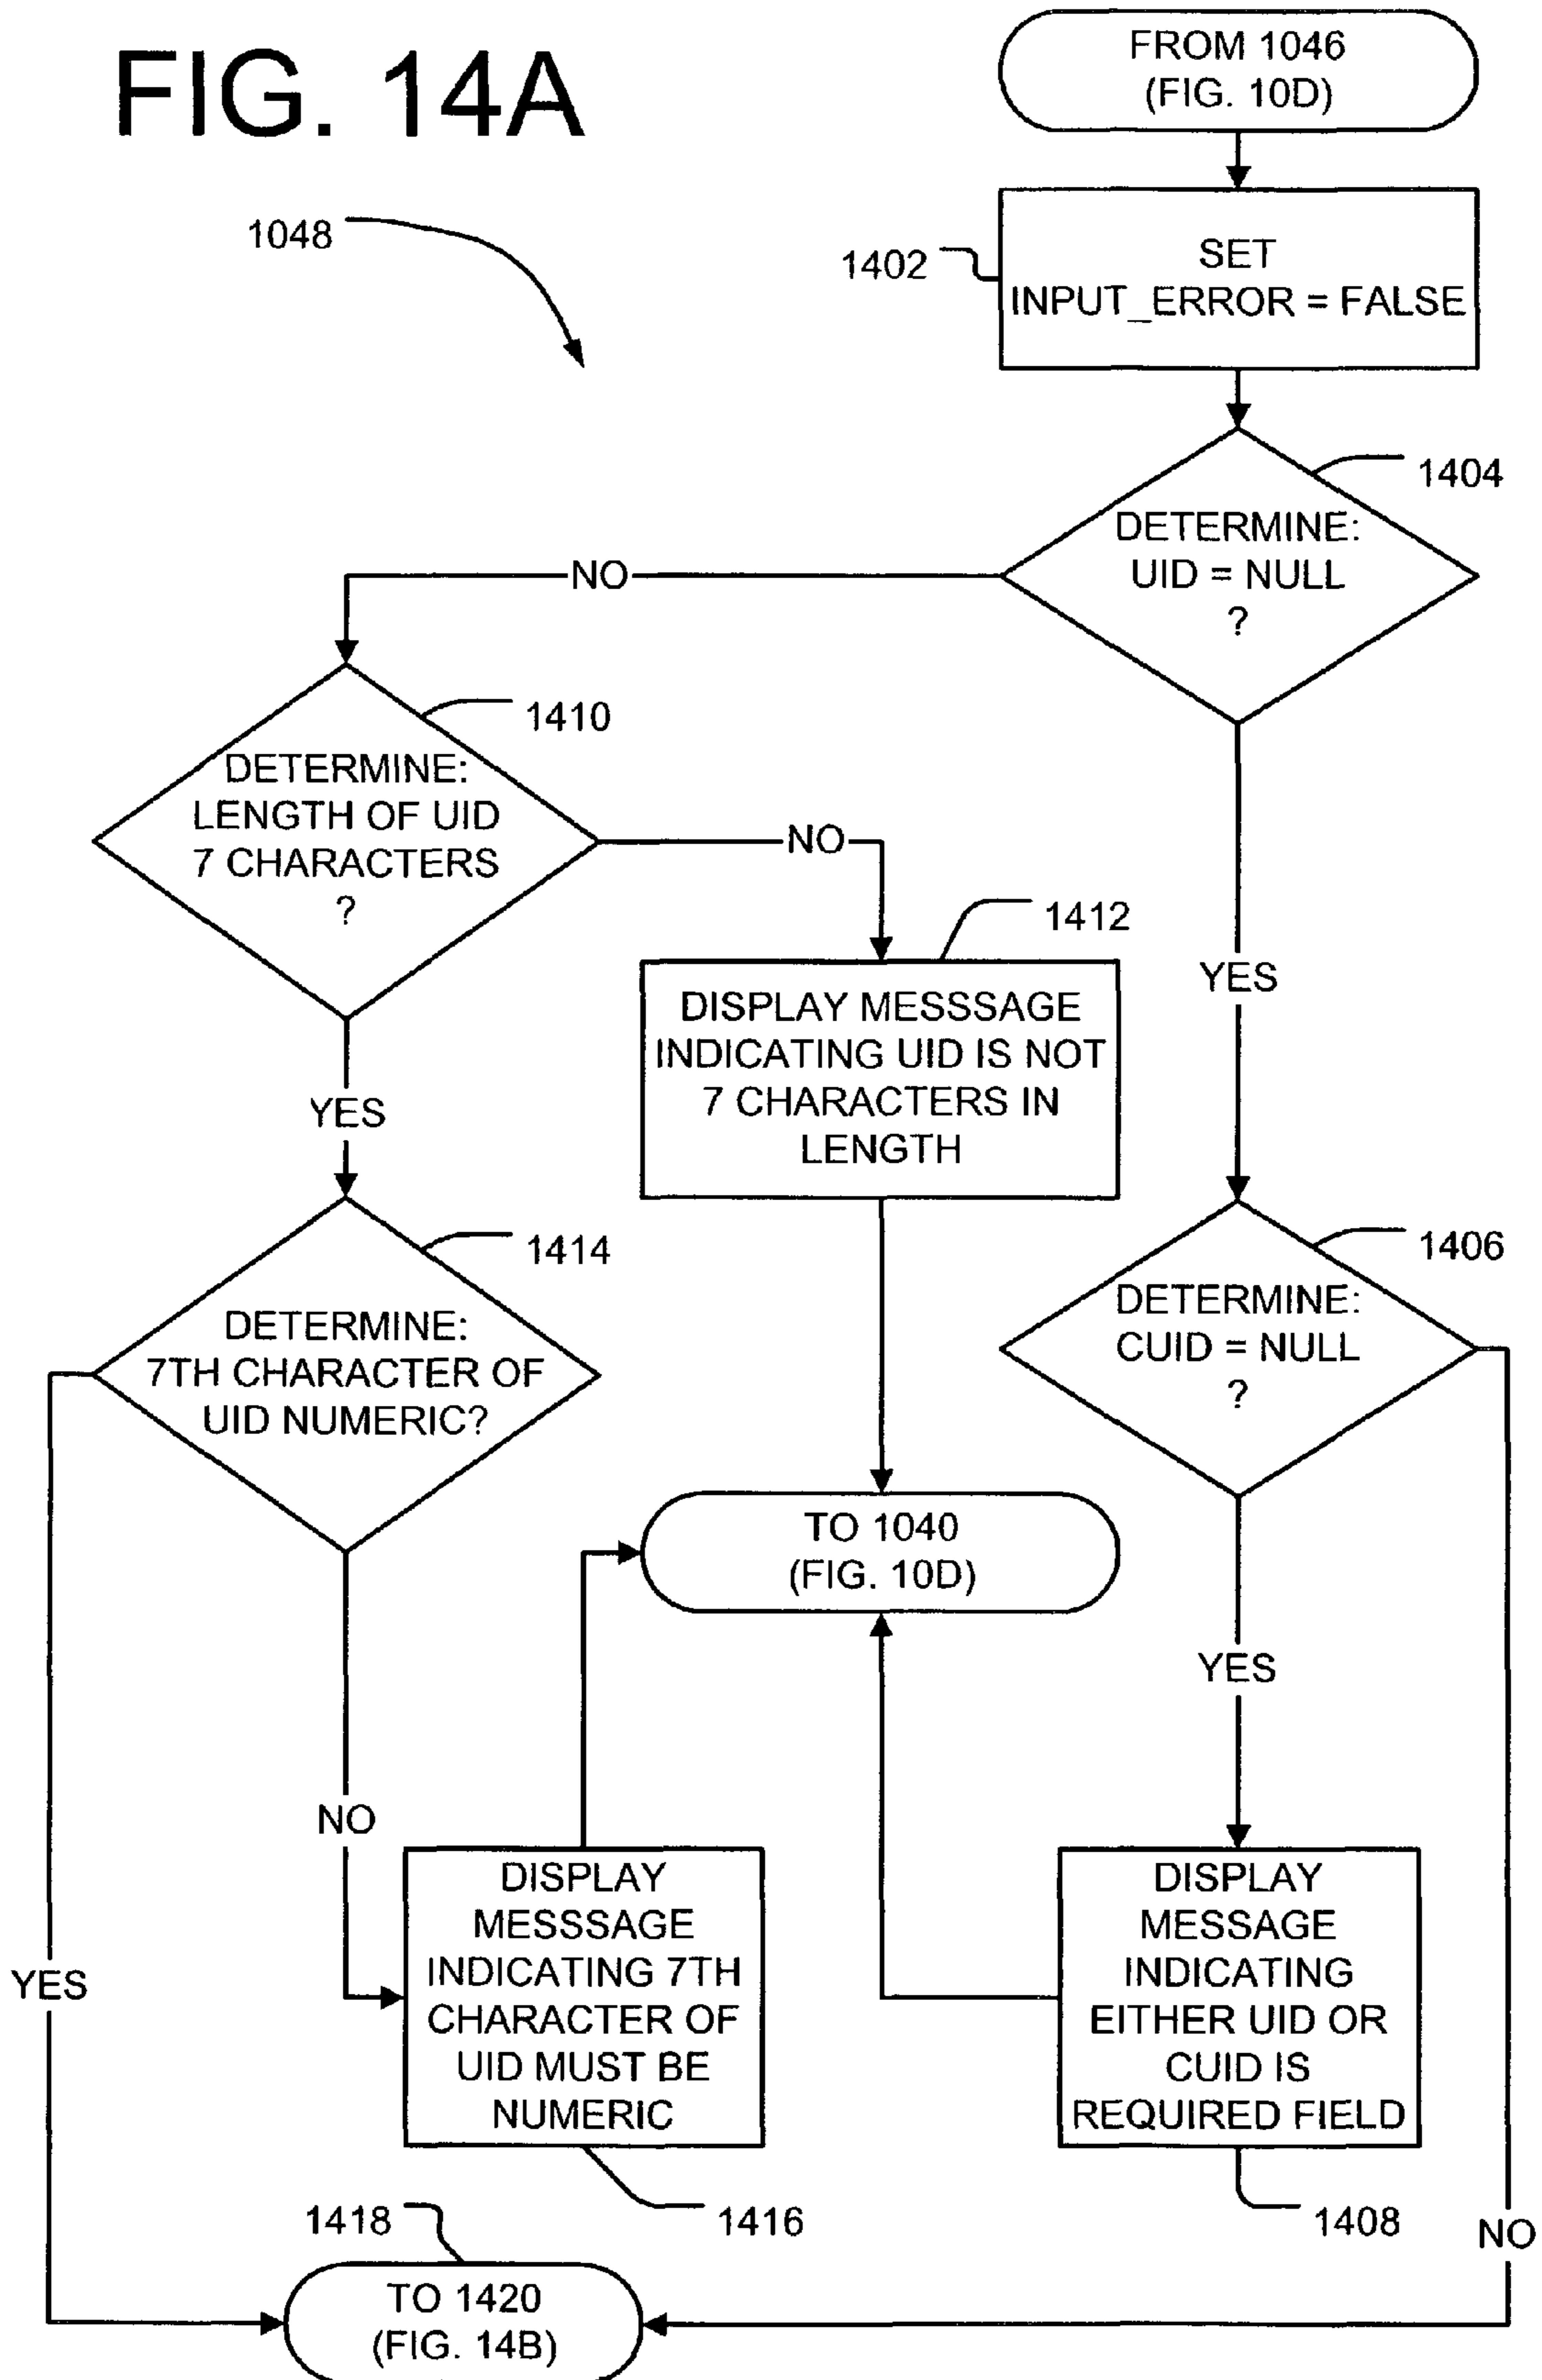 FIG. 14A
FROM 1046
(FIG. 10D)
1048
1402
SET
INPUT_ERROR = FALSE
1404
DETERMINE:
UID = NULL
?
NO
1410
DETERMINE:
LENGTH OF UID
7 CHARACTERS
?
NO
1412
DISPLAY MESSSAGE
INDICATING UID IS NOT
7 CHARACTERS IN
LENGTH
YES
YES
1414
DETERMINE:
7TH CHARACTER OF
UID NUMERIC?
1406
DETERMINE:
CUID = NULL
?
TO 1040
(FIG. 10D)
YES
NO
DISPLAY
MESSSAGE
INDICATING 7TH
CHARACTER OF
UID MUST BE
NUMERIC
DISPLAY
MESSAGE
INDICATING
EITHER UID OR
CUID IS
REQUIRED FIELD
YES
1418
1416
1408
NO
TO 1420
(FIG. 14B)